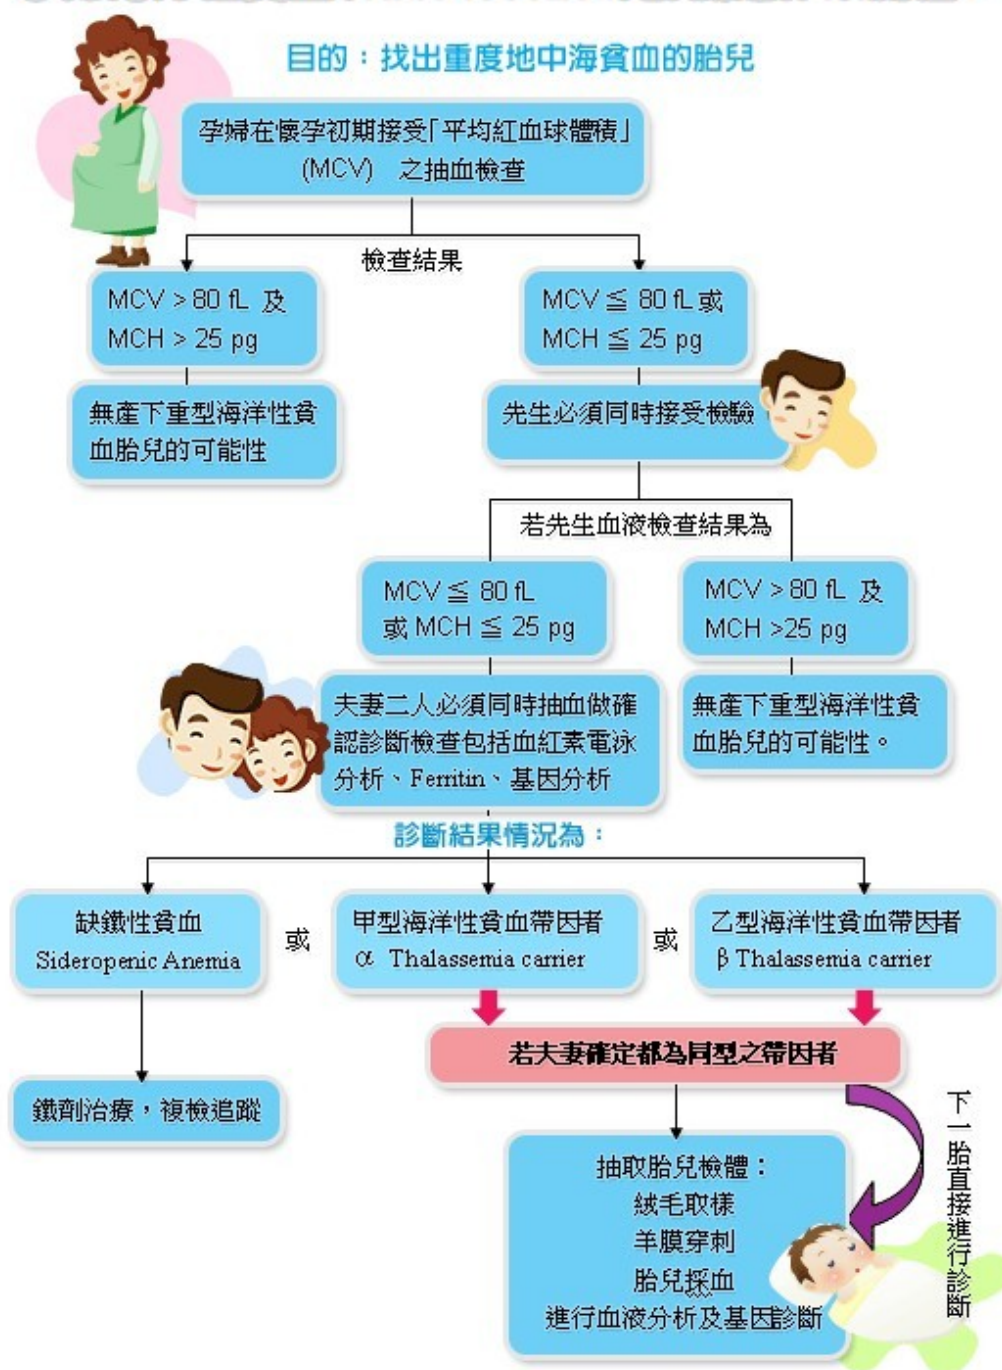 目的：找出重度地中海貧血的胎兒
孕婦在懷孕初期接受「平均紅血球體積」
(MCV) 之抽血檢查
檢查結果
MCV > 80 fL 及
MCH > 25 pg
MCV ≦ 80 fL或
MCH ≦ 25 pg
無產下重型海洋性貧
血胎兒的可能性
先生必須同時接受檢驗
若先生血液檢查結果為
MCV ≦ 80 fL
或 MCH ≦ 25 pg
MCV > 80 fL 及
MCH >25 pg
夫妻二人必須同時抽血做確
認診斷檢查包括血紅素電泳
分析、Ferritin、基因分析
無產下重型海洋性貧
血胎兒的可能性。
診斷結果情況為：
缺鐵性貧血
Sideropenic Anemia
或
甲型海洋性貧血帶因者
α Thalassemia carrier
或
乙型海洋性貧血帶因者
β Thalassemia carrier
若夫妻確定都為同型之帶因者
鐵劑治療，複檢追蹤
抽取胎兒檢體：
絨毛取樣
羊膜穿刺
胎兒採血
進行血液分析及基因診斷
下一胎直接進行診斷